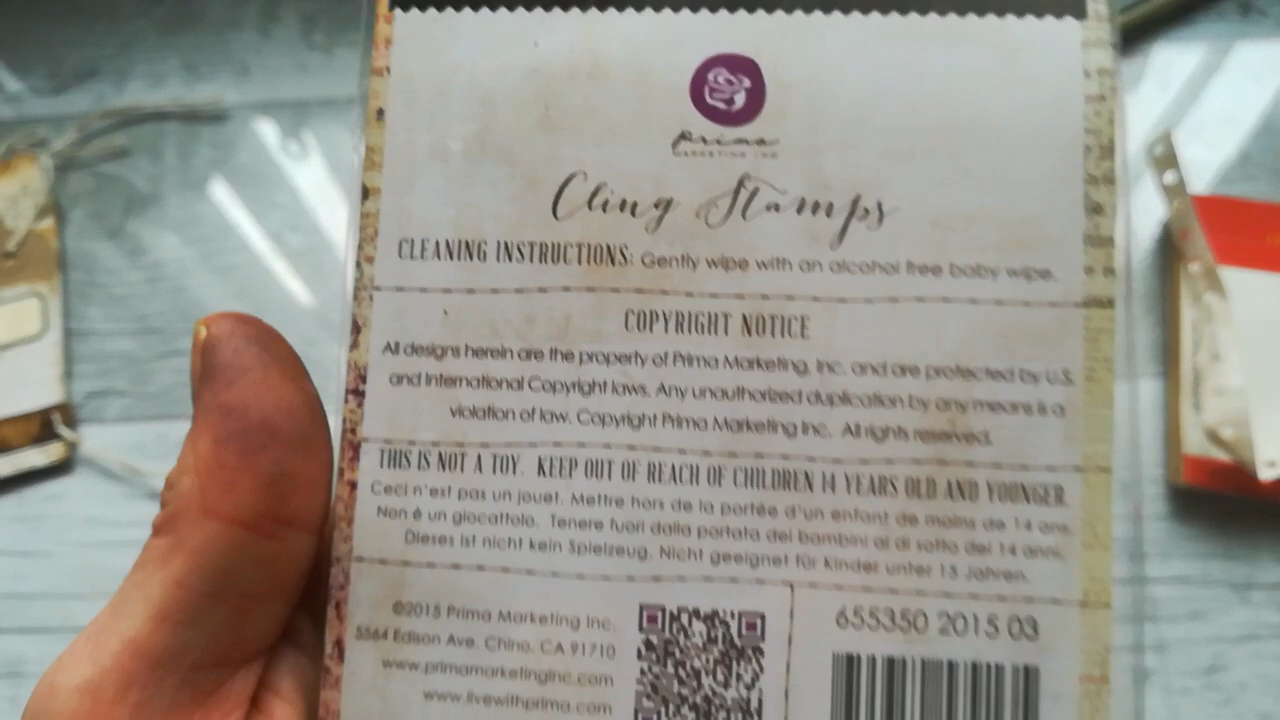 Prima
MARKETING INC
Cling Stamps
CLEANING INSTRUCTIONS: Gently wipe with an alcohol free baby wipe.
COPYRIGHT NOTICE
All designs herein are the property of Prima Marketing, Inc. and are protected by U.S.
and International Copyright laws. Any unauthorized duplication by any means is a
violation of law. Copyright Prima Marketing Inc. All rights reserved.
THIS IS NOT A TOY. KEEP OUT OF REACH OF CHILDREN 14 YEARS OLD AND YOUNGER.
Ceci n'est pas un jouet. Mettre hors de la portée d'un enfant de moins de 14 ans.
Non è un giocattolo. Tenere fuori dalla portata dei bambini al di sotto dei 14 anni.
Dieses ist nicht kein Spielzeug. Nicht geeignet für Kinder unter 15 Jahren.
©2015 Prima Marketing Inc.
5564 Edison Ave. Chino, CA 91710
www.primamarketinginc.com
www.livewithprima.com
655350 2015 03